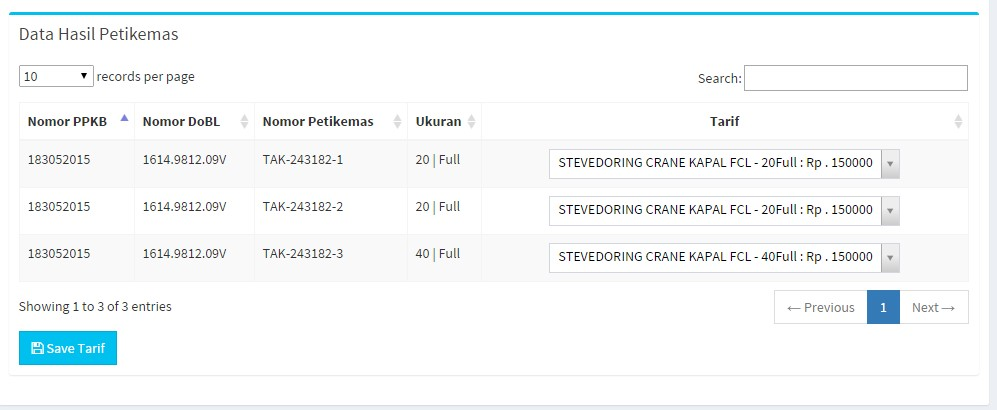 Data Hasil Petikemas
10 records per page
Search:
Nomor PPKB Nomor DoBL Nomor Petikemas Ukuran Tarif
183052015 1614.9812.09V TAK-243182-1 20 | Full STEVEDORING CRANE KAPAL FCL - 20Full : Rp . 150000
183052015 1614.9812.09V TAK-243182-2 20 | Full STEVEDORING CRANE KAPAL FCL - 20Full : Rp . 150000
183052015 1614.9812.09V TAK-243182-3 40 | Full STEVEDORING CRANE KAPAL FCL - 40Full : Rp . 150000
Showing 1 to 3 of 3 entries
← Previous 1 Next →
Save Tarif